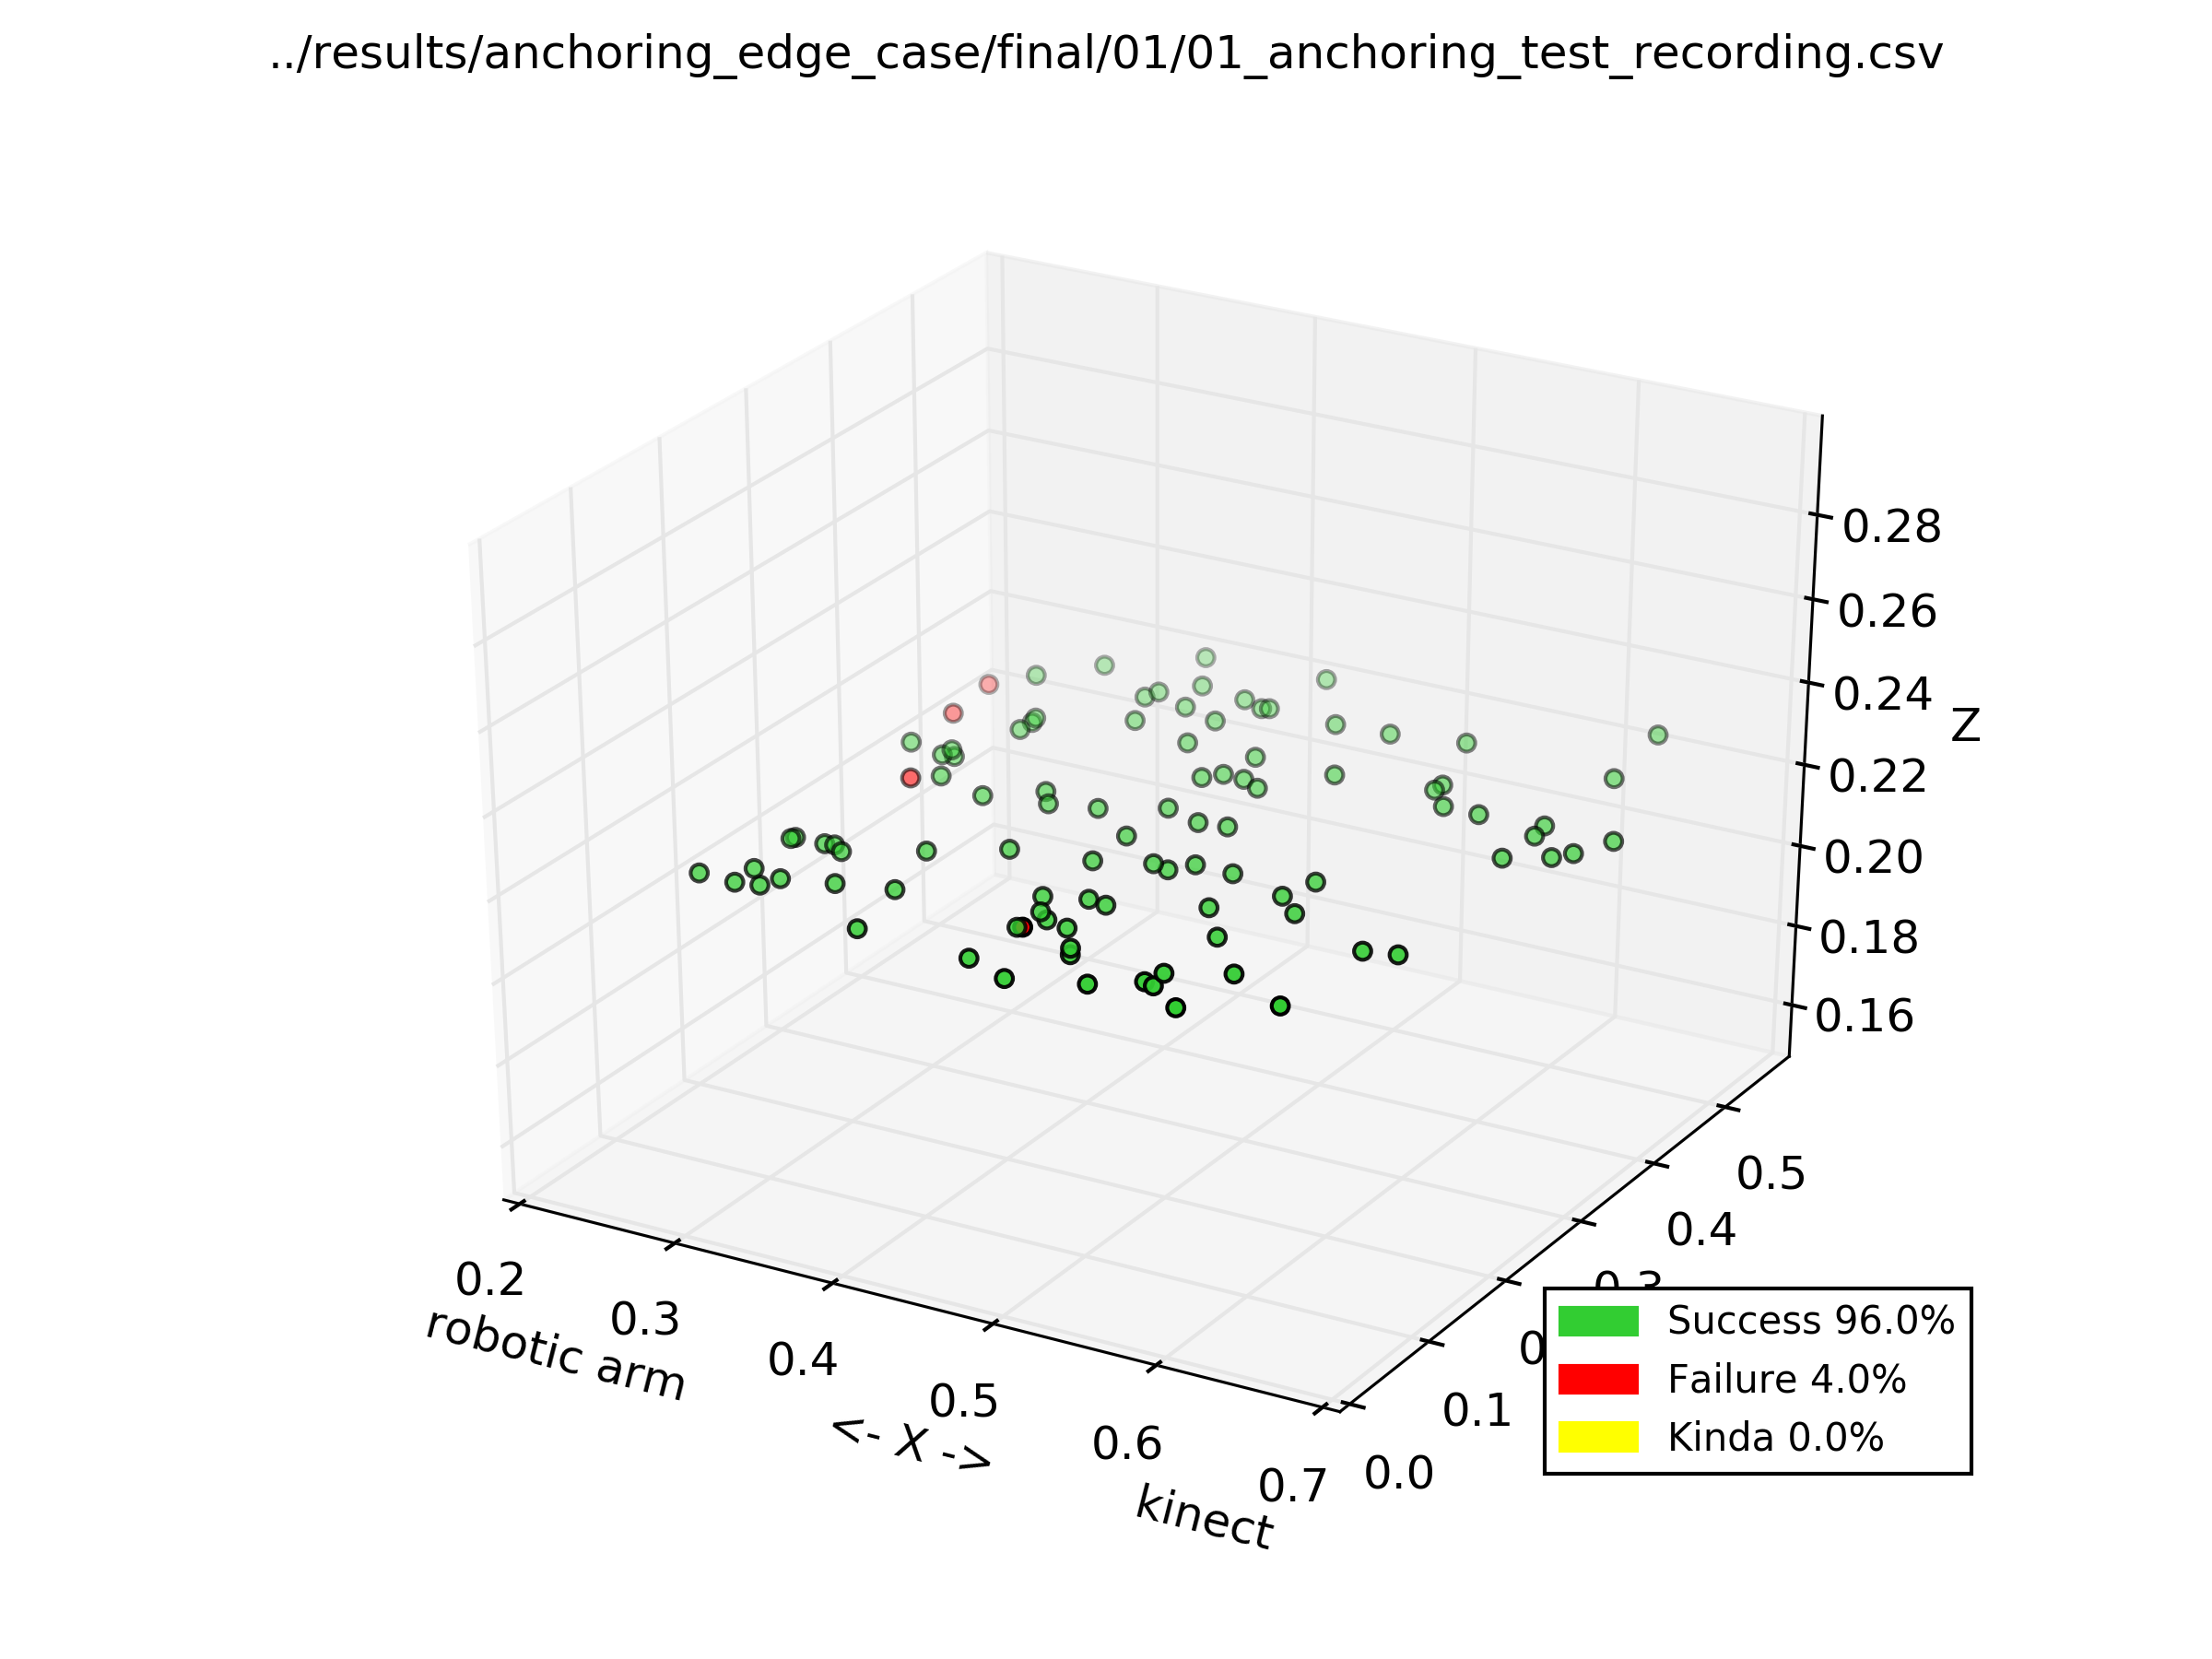 ../results/anchoring_edge_case/final/01/01_anchoring_test_recording.csv
0.28
0.26
0.24
Z
0.22
0.20
0.18
0.16
0.5
0.4
0.1
0.0
0.2
0.3
0.4
0.5
0.6
0.7
robotic arm
<- X ->
kinect
Success 96.0%
Failure 4.0%
Kinda 0.0%